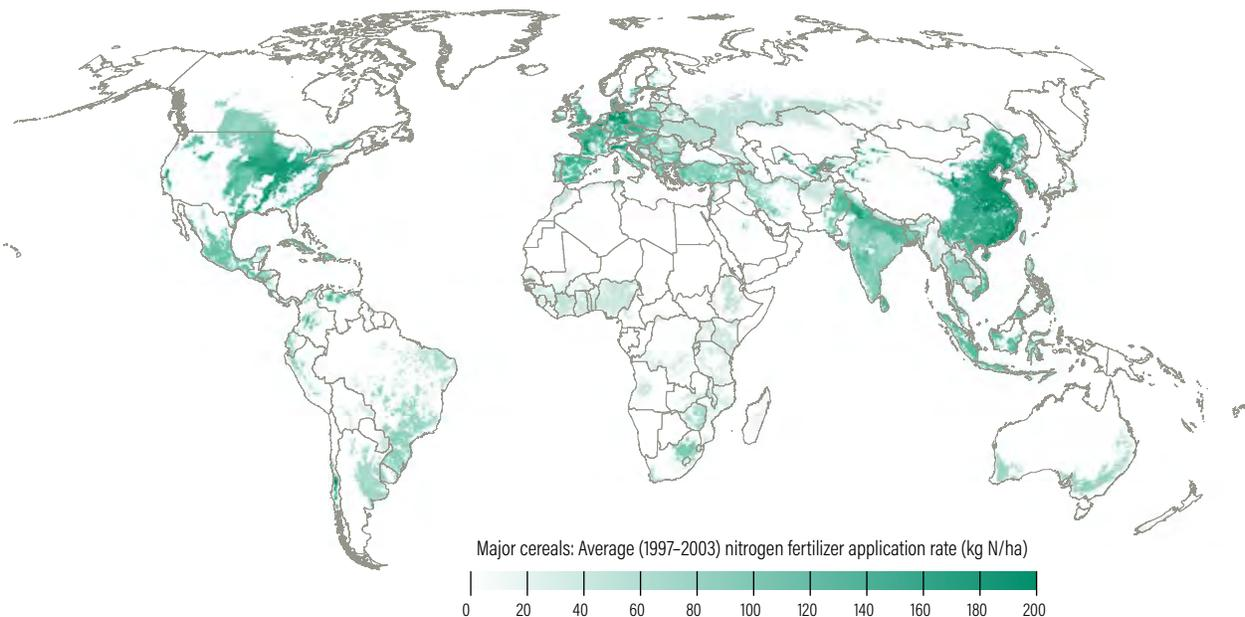 Major cereals: Average (1997–2003) nitrogen fertilizer application rate (kg N/ha)
0 20 40 60 80 100 120 140 160 180 200